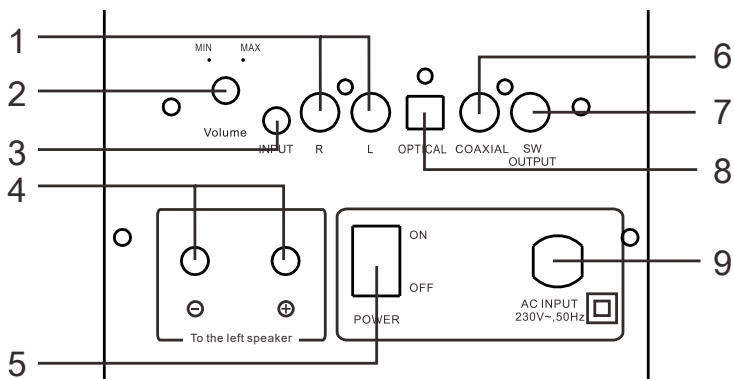 1
MIN MAX
6
2
7
Volume
3
INPUT R L OPTICAL COAXIAL SW
OUTPUT
8
4
ON
9
OFF
− +
AC INPUT
230V~,50Hz
POWER
To the left speaker
5